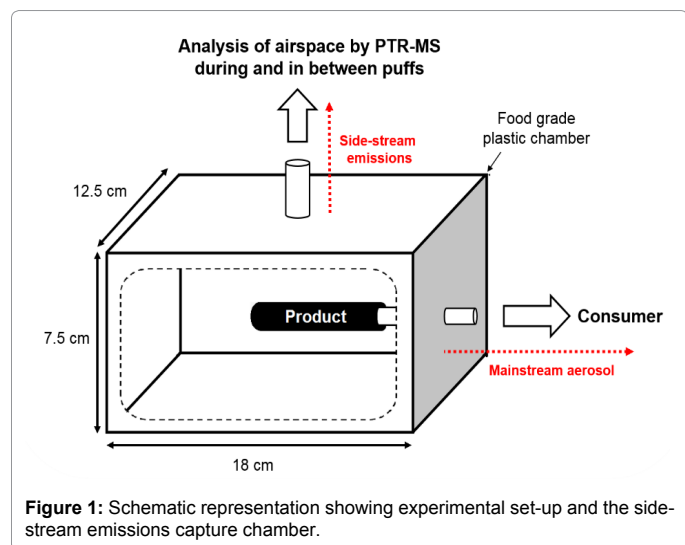 Analysis of airspace by PTR-MS
during and in between puffs
Side-stream
emissions
Food grade
plastic chamber
12.5 cm
7.5 cm
Product
Consumer
Mainstream aerosol
18 cm
Figure 1: Schematic representation showing experimental set-up and the side-
stream emissions capture chamber.